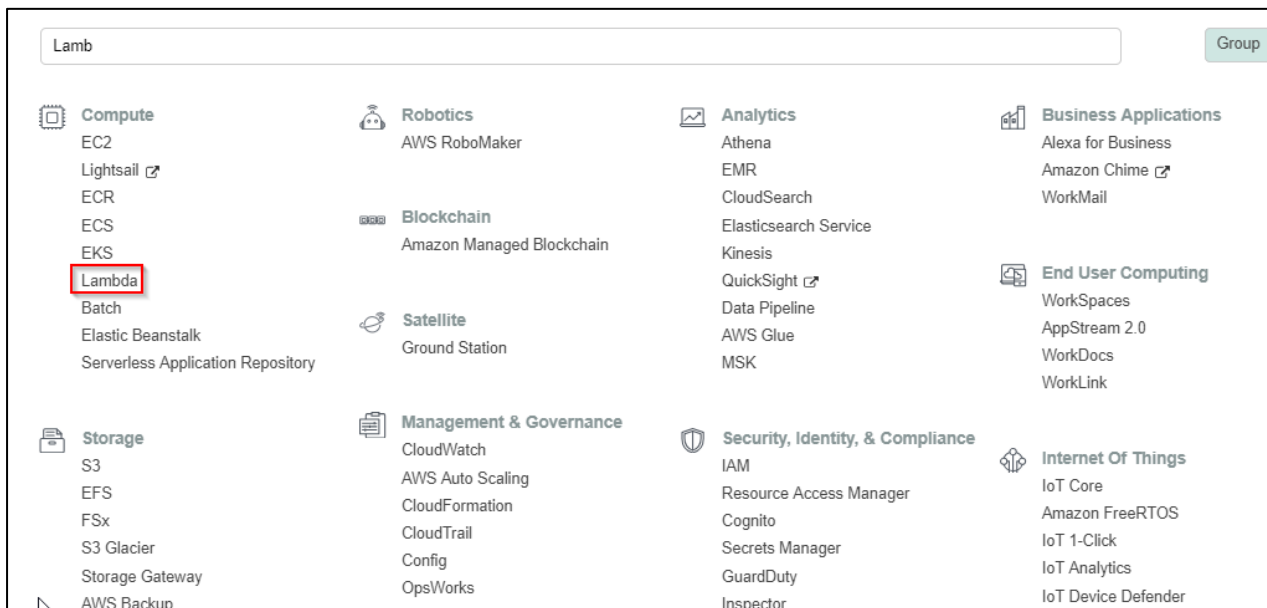 Lamb
Group
Compute
EC2
Lightsail
ECR
ECS
EKS
Lambda
Batch
Elastic Beanstalk
Serverless Application Repository
Storage
S3
EFS
FSx
S3 Glacier
Storage Gateway
AWS Backup
Robotics
AWS RoboMaker
Blockchain
Amazon Managed Blockchain
Satellite
Ground Station
Management & Governance
CloudWatch
AWS Auto Scaling
CloudFormation
CloudTrail
Config
OpsWorks
Analytics
Athena
EMR
CloudSearch
Elasticsearch Service
Kinesis
QuickSight
Data Pipeline
AWS Glue
MSK
Security, Identity, & Compliance
IAM
Resource Access Manager
Cognito
Secrets Manager
GuardDuty
Inspector
Business Applications
Alexa for Business
Amazon Chime
WorkMail
End User Computing
WorkSpaces
AppStream 2.0
WorkDocs
WorkLink
Internet Of Things
IoT Core
Amazon FreeRTOS
IoT 1-Click
IoT Analytics
IoT Device Defender